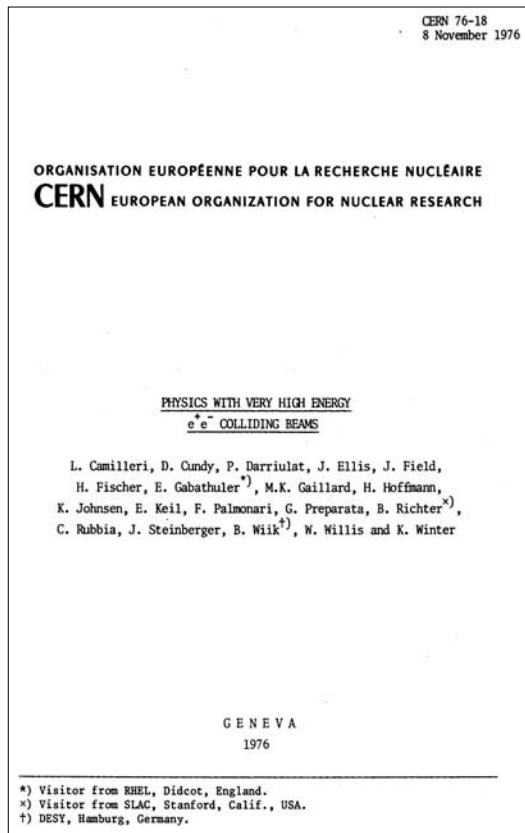 CERN 76-18
8 November 1976
ORGANISATION EUROPÉENNE POUR LA RECHERCHE NUCLÉAIRE
CERN EUROPEAN ORGANIZATION FOR NUCLEAR RESEARCH
PHYSICS WITH VERY HIGH ENERGY
e⁺e⁻ COLLIDING BEAMS
L. Camilleri, D. Cundy, P. Darriulat, J. Ellis, J. Field,
H. Fischer, E. Gabathuler*), M.K. Gaillard, H. Hoffmann,
K. Johnsen, E. Keil, F. Palmonari, G. Preparata, B. Richter×),
C. Rubbia, J. Steinberger, B. Wiik†), W. Willis and K. Winter
GENEVA
1976
*) Visitor from RHEL, Didcot, England.
×) Visitor from SLAC, Stanford, Calif., USA.
†) DESY, Hamburg, Germany.